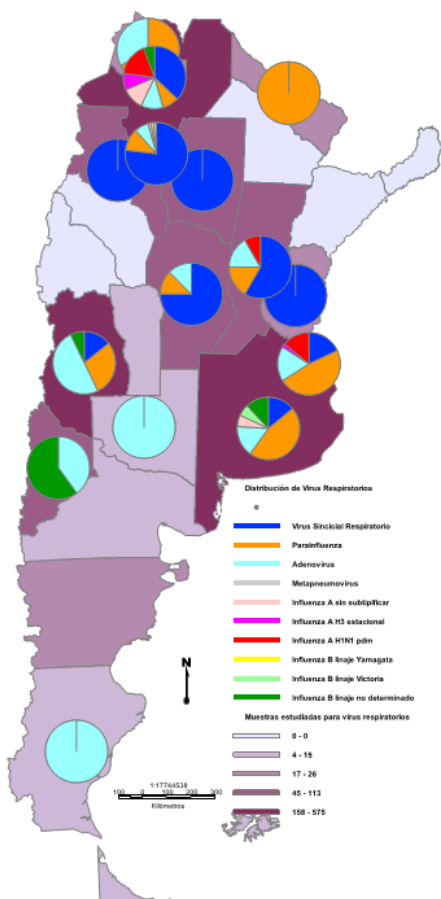 Distribución de Virus Respiratorios
Virus Sincicial Respiratorio
Parainfluenza
Adenovirus
Metapneumovirus
Influenza A sin subtipificar
Influenza A H3 estacional
Influenza A H1N1 pdm
Influenza B linaje Yamagata
Influenza B linaje Victoria
Influenza B linaje no determinado
Muestras estudiadas para virus respiratorios
0 - 0
4 - 15
17 - 26
45 - 113
158 - 575
N
1:17744538
100 0 100 200 300
Kilómetros